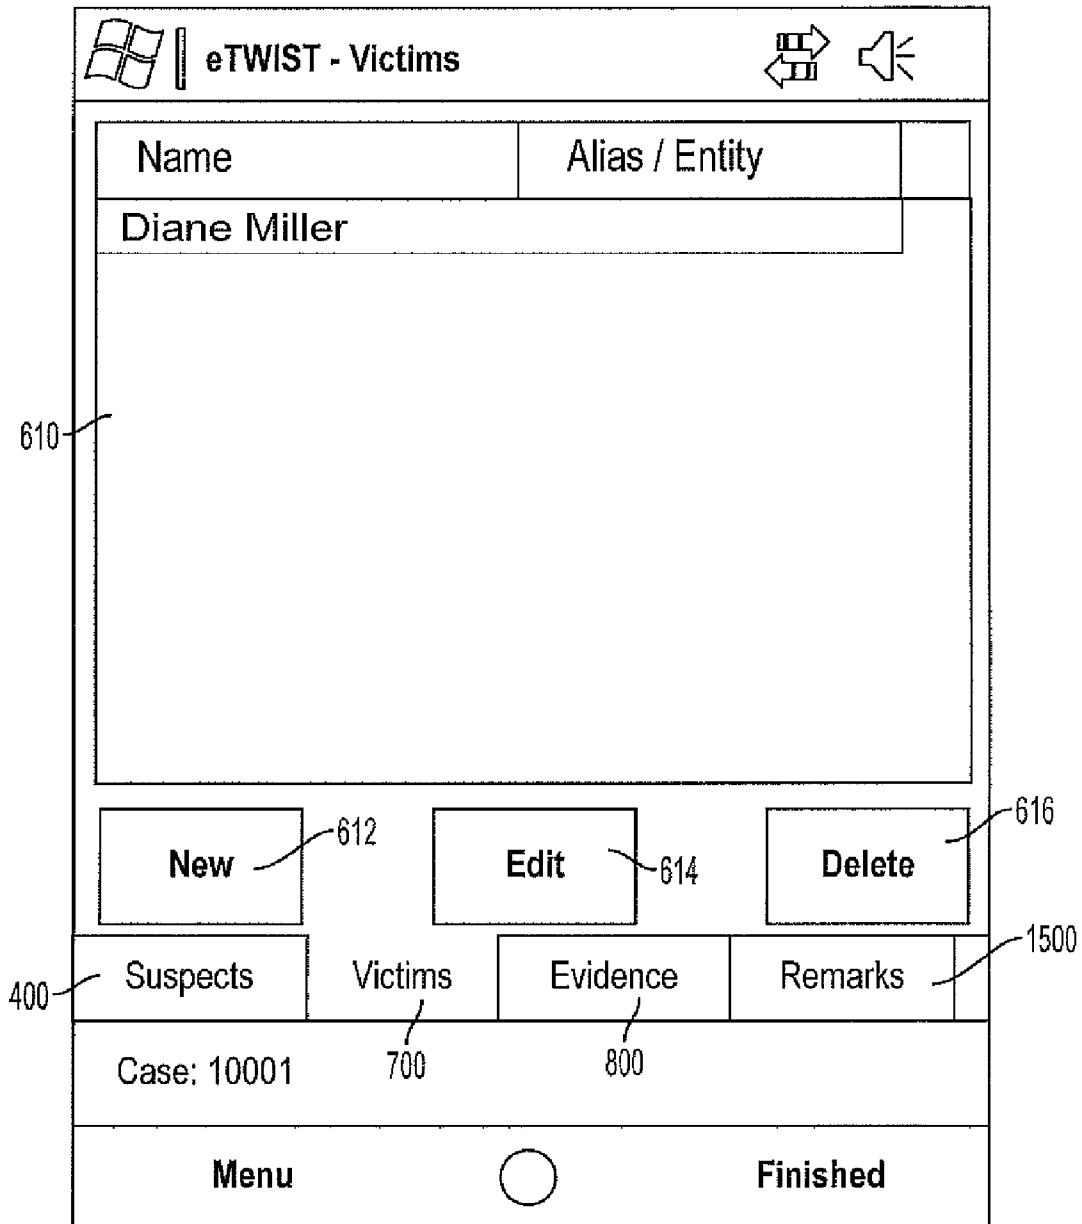 eTWIST - Victims
Name Alias / Entity
Diane Miller
610
New 612 Edit 614 Delete 616
400 Suspects Victims Evidence Remarks 1500
700 800
Case: 10001
Menu Finished